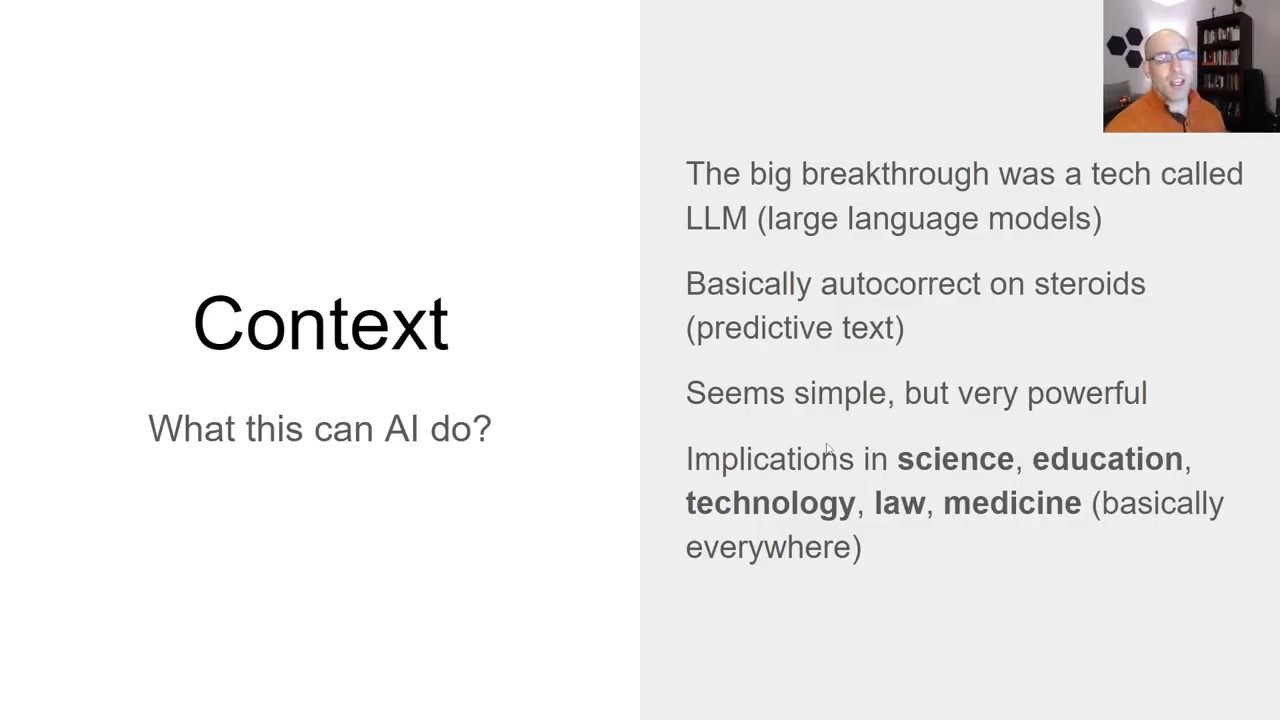 Context
What this can AI do?
The big breakthrough was a tech called
LLM (large language models)
Basically autocorrect on steroids
(predictive text)
Seems simple, but very powerful
Implications in science, education,
technology, law, medicine (basically
everywhere)